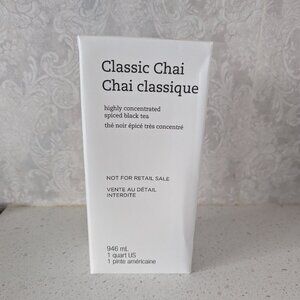 Classic Chai
Chai classique
highly concentrated
spiced black tea
thé noir épicé très concentré
NOT FOR RETAIL SALE
VENTE AU DÉTAIL
INTERDITE
946 mL
1 quart US
1 pinte américaine